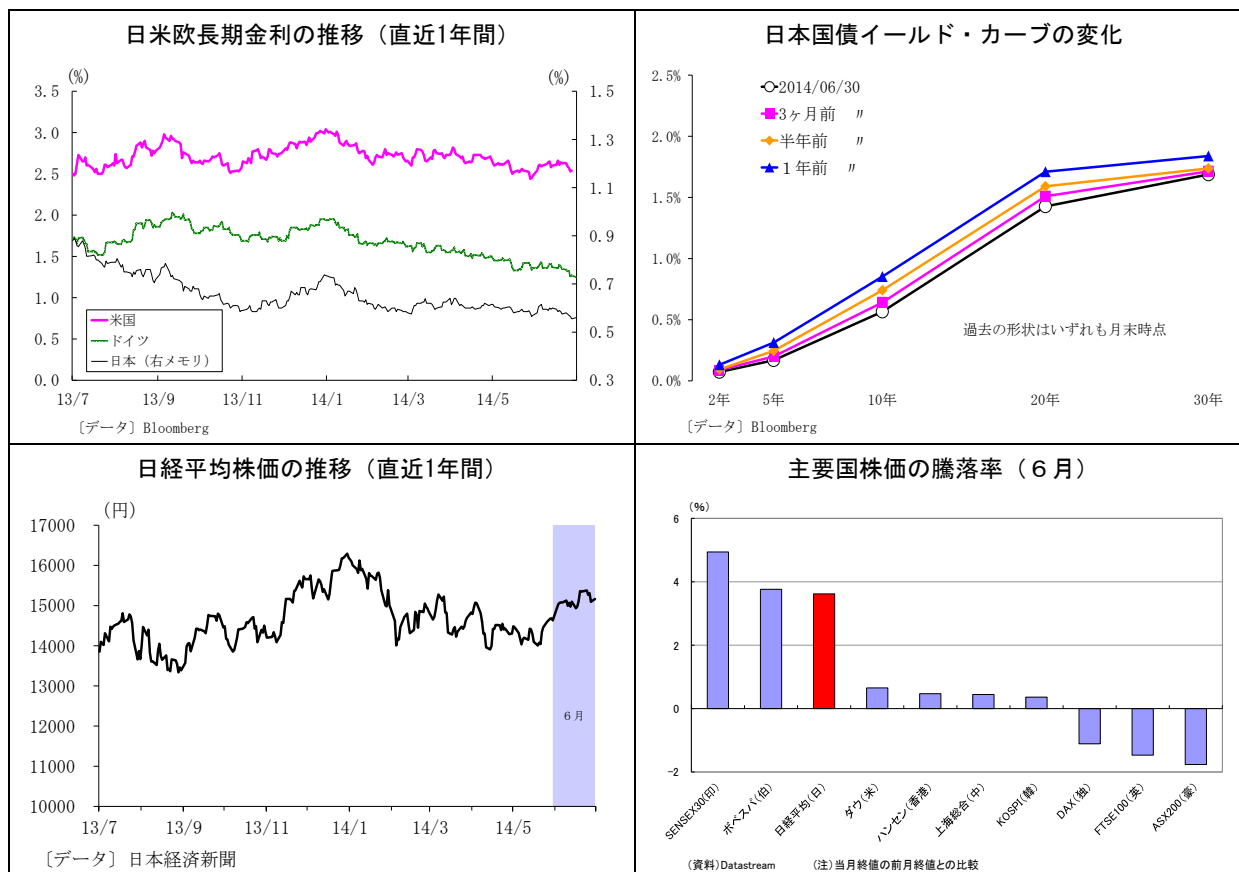 日米欧長期金利の推移（直近1年間）
(%)
(%)
3.5
3.0
2.5
2.0
1.5
1.0
0.5
0.0
1.5
1.3
1.1
0.9
0.7
0.5
0.3
米国
ドイツ
日本（右メモリ）
13/7 13/9 13/11 14/1 14/3 14/5
〔データ〕Bloomberg
日本国債イールド・カーブの変化
2.5%
2.0%
1.5%
1.0%
0.5%
0.0%
2014/06/30
3ヶ月前 〃
半年前 〃
１年前 〃
過去の形状はいずれも月末時点
2年 5年 10年 20年 30年
〔データ〕Bloomberg
日経平均株価の推移（直近1年間）
（円）
17000
16000
15000
14000
13000
12000
11000
10000
６月
13/7 13/9 13/11 14/1 14/3 14/5
〔データ〕日本経済新聞
主要国株価の騰落率（６月）
（％）
6
4
2
0
-2
SENSEX30(印)
ボベスパ(伯)
日経平均(日)
ダウ(米)
ハンセン(香港)
上海総合(中)
KOSPI(韓)
DAX(独)
FTSE100(英)
ASX200(豪)
(資料)Datastream (注)当月終値の前月終値との比較